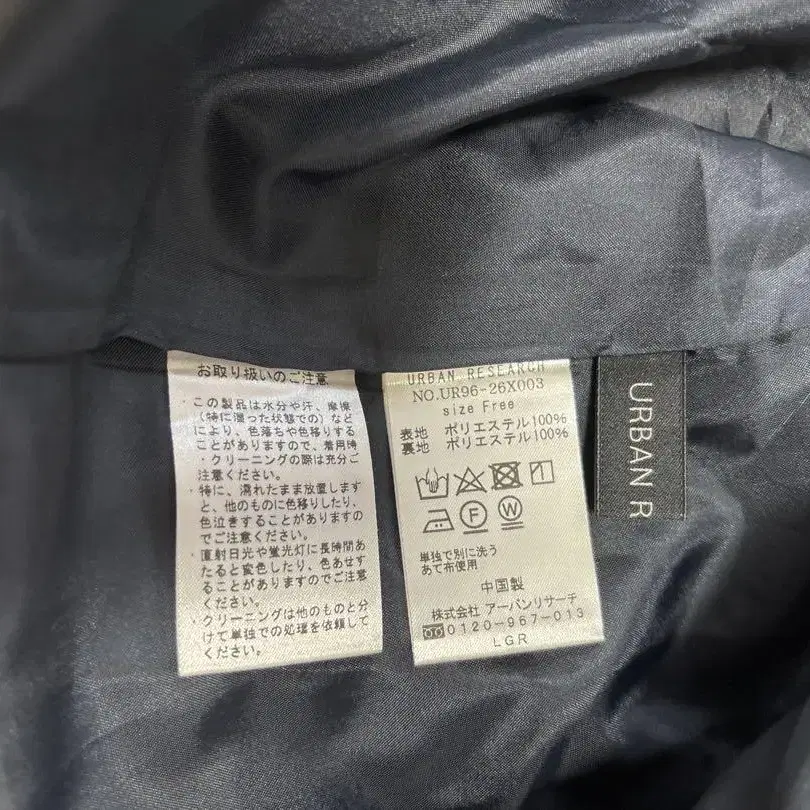 お取り扱いのご注意
・この製品は水分や汗、摩擦
(特に湿った状態での)など
により、色落ちや色移りする
ことがありますので、着用時
・クリーニングの際は充分ご
注意ください。
・特に、濡れたまま放置します
と、他のものに色移りしたり、
色泣きすることがありますの
でご注意ください。
・直射日光や蛍光灯に長時間あ
たると変色したり、色あせす
ることがありますのでご注意
ください。
・クリーニングは他のものと分
けて単独での処理を依頼して
ください。
URBAN RESEARCH
NO.UR96-26X003
size Free
表地 ポリエステル100%
裏地 ポリエステル100%
F W
単独で別に洗う
あて布使用
中国製
株式会社 アーバンリサーチ
0120-967-013
LGR
URBAN R